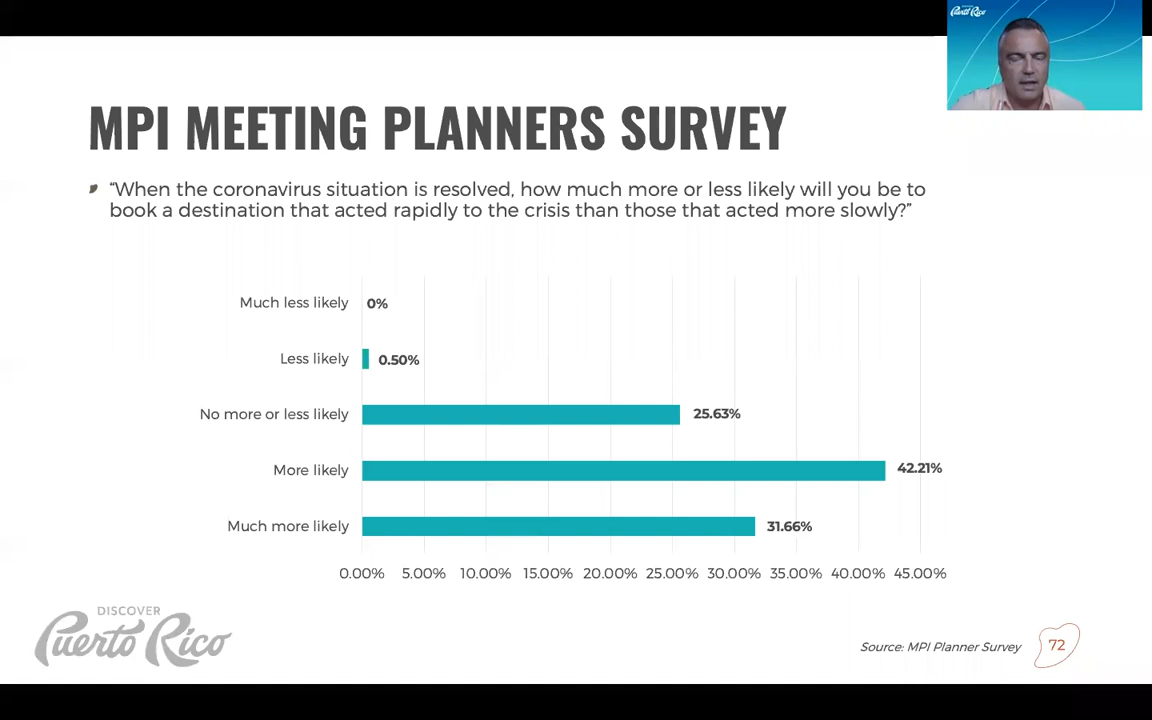 Puerto Rico
MPI MEETING PLANNERS SURVEY
“When the coronavirus situation is resolved, how much more or less likely will you be to
book a destination that acted rapidly to the crisis than those that acted more slowly?”
Much less likely 0%
Less likely 0.50%
No more or less likely 25.63%
More likely 42.21%
Much more likely 31.66%
0.00% 5.00% 10.00% 15.00% 20.00% 25.00% 30.00% 35.00% 40.00% 45.00%
DISCOVER
Puerto Rico
Source: MPI Planner Survey
72